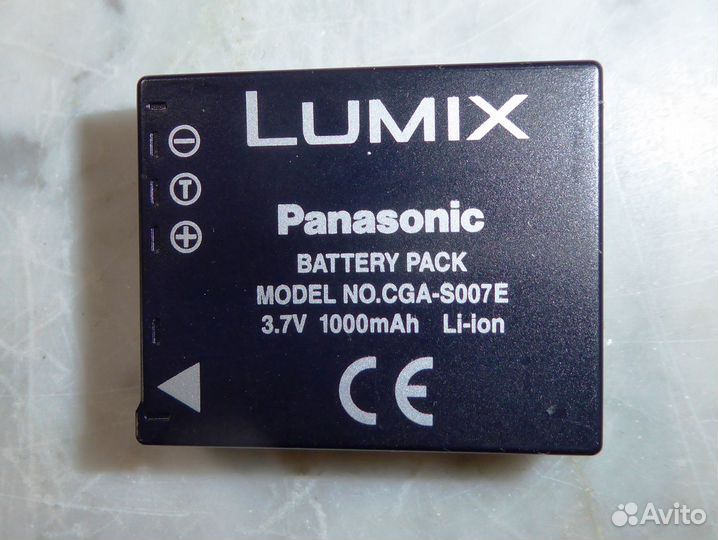 LUMIX
Panasonic
BATTERY PACK
MODEL NO.CGA-S007E
3.7V 1000mAh Li-ion
CE
−
T
+
Avito